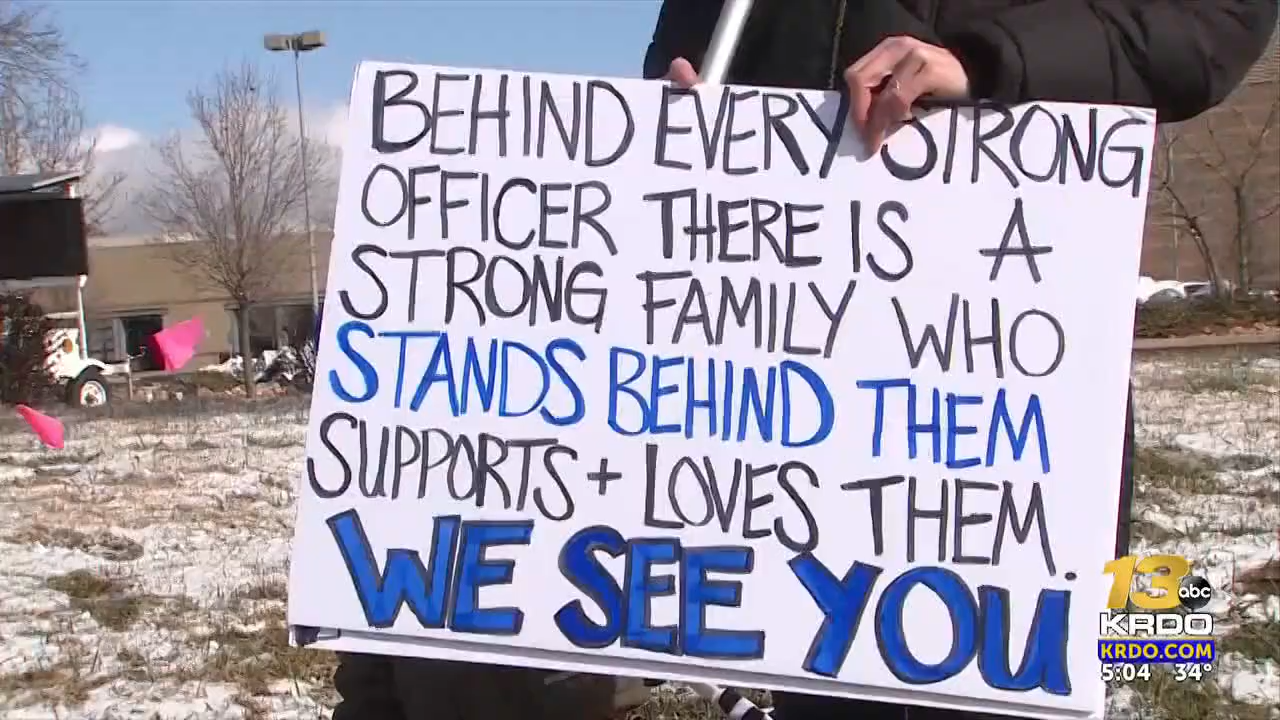 BEHIND EVERY STRONG
OFFICER THERE IS A
STRONG FAMILY WHO
STANDS BEHIND THEM
SUPPORTS + LOVES THEM.
WE SEE YOU
13 abc
KRDO
KRDO.COM
5:04 34°